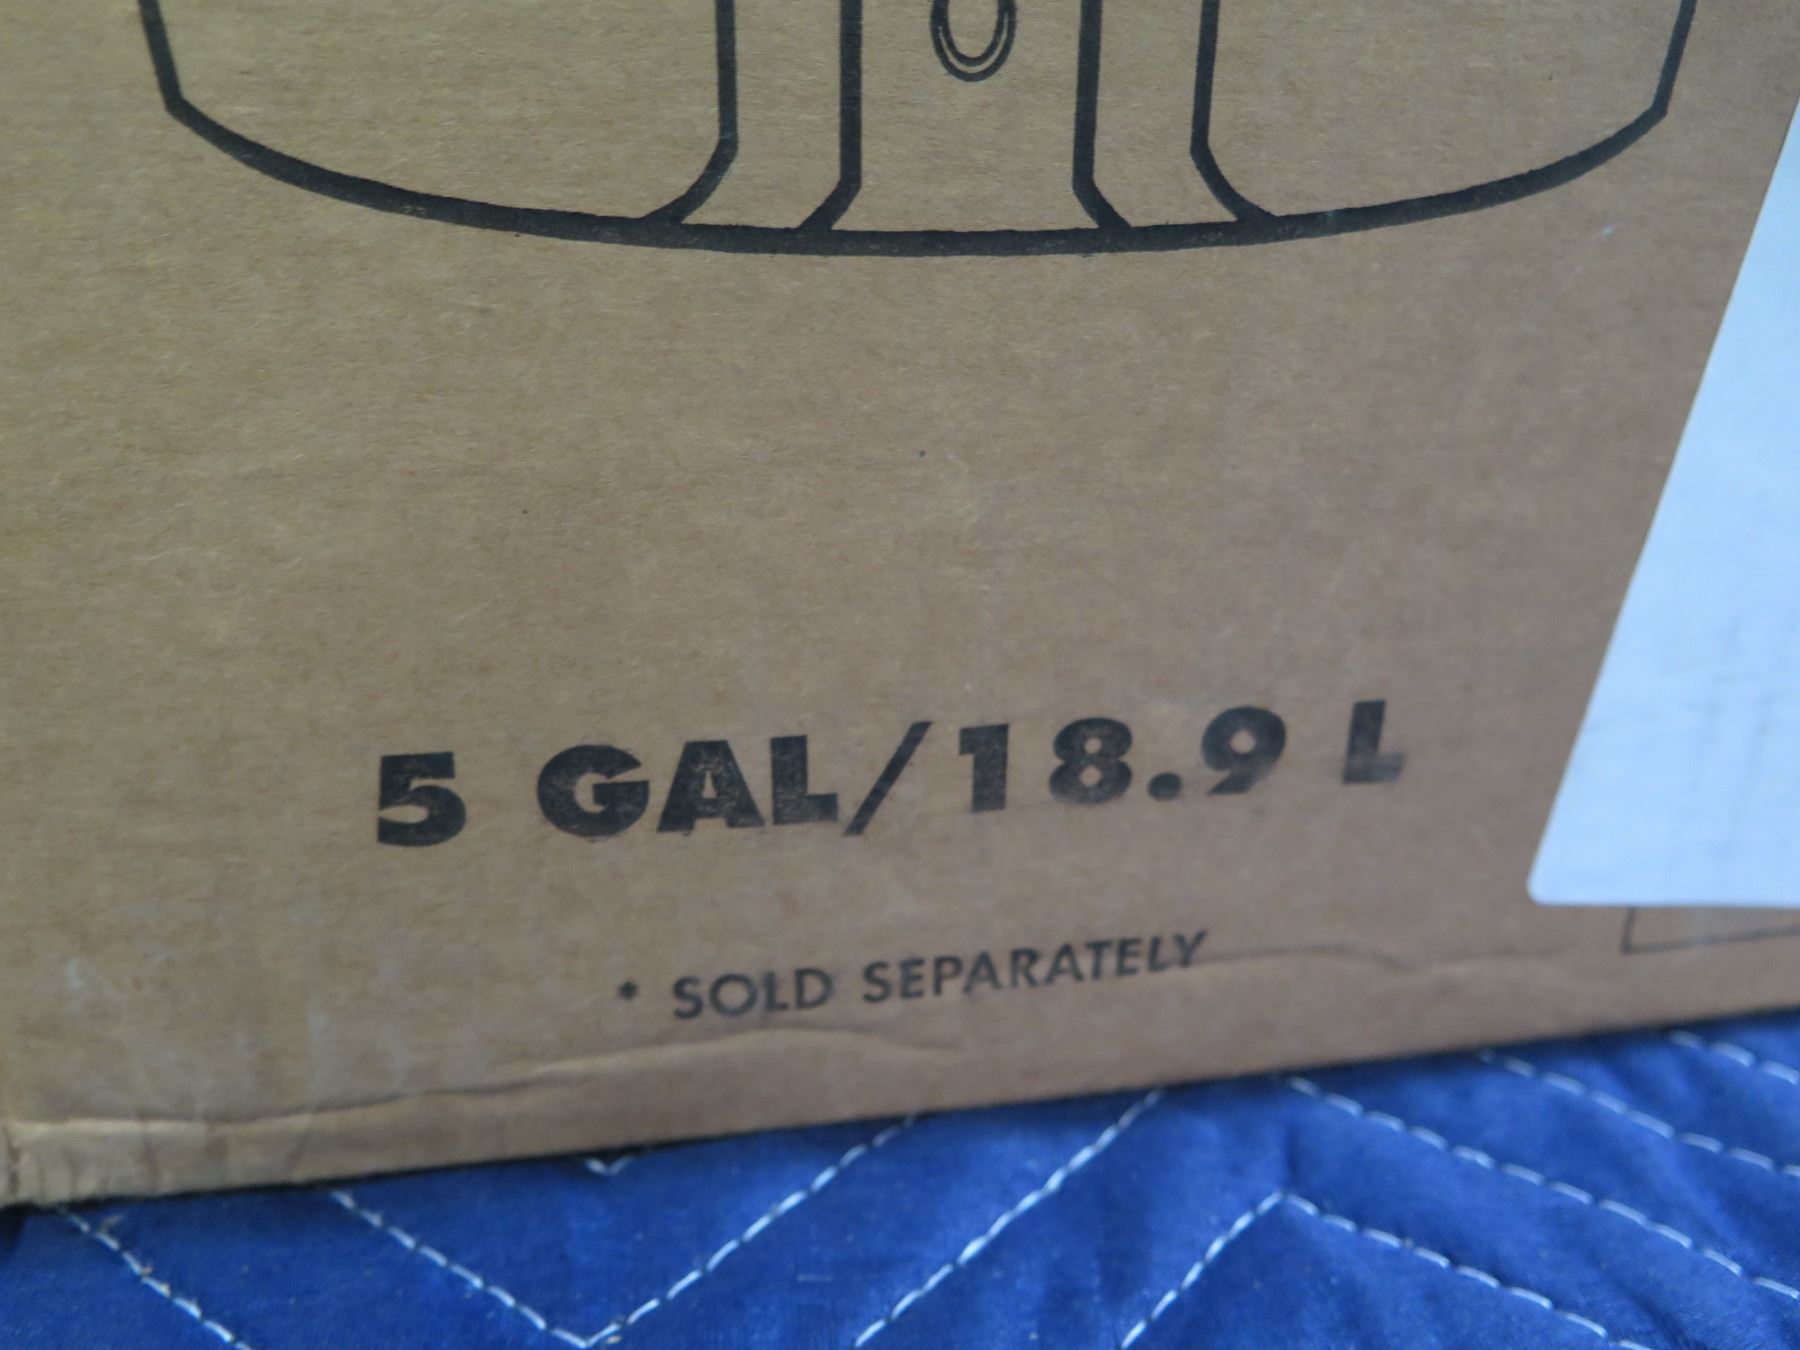 5 GAL/18.9 L
* SOLD SEPARATELY